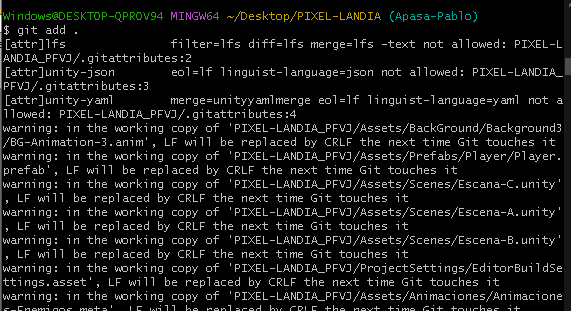 Windows@DESKTOP-QPROV94 MINGW64 ~/Desktop/PIXEL-LANDIA (Apasa-Pablo)
$ git add .
[attr]lfs filter=lfs diff=lfs merge=lfs -text not allowed: PIXEL-L
ANDIA_PFVJ/.gitattributes:2
[attr]unity-json eol=lf linguist-language=json not allowed: PIXEL-LANDIA_PFVJ/.gitattributes:3
[attr]unity-yaml merge=unityyamlmerge eol=lf linguist-language=yaml not a
llowed: PIXEL-LANDIA_PFVJ/.gitattributes:4
warning: in the working copy of 'PIXEL-LANDIA_PFVJ/Assets/BackGround/Background3
/BG-Animation-3.anim', LF will be replaced by CRLF the next time Git touches it
warning: in the working copy of 'PIXEL-LANDIA_PFVJ/Assets/Prefabs/Player/Player.
prefab', LF will be replaced by CRLF the next time Git touches it
warning: in the working copy of 'PIXEL-LANDIA_PFVJ/Assets/Scenes/Escena-C.unity'
, LF will be replaced by CRLF the next time Git touches it
warning: in the working copy of 'PIXEL-LANDIA_PFVJ/Assets/Scenes/Escena-A.unity'
, LF will be replaced by CRLF the next time Git touches it
warning: in the working copy of 'PIXEL-LANDIA_PFVJ/Assets/Scenes/Escena-B.unity'
, LF will be replaced by CRLF the next time Git touches it
warning: in the working copy of 'PIXEL-LANDIA_PFVJ/ProjectSettings/EditorBuildSe
ttings.asset', LF will be replaced by CRLF the next time Git touches it
warning: in the working copy of 'PIXEL-LANDIA_PFVJ/Assets/Animaciones/Animacione
s-Enemigos.meta', LF will be replaced by CRLF the next time Git touches it